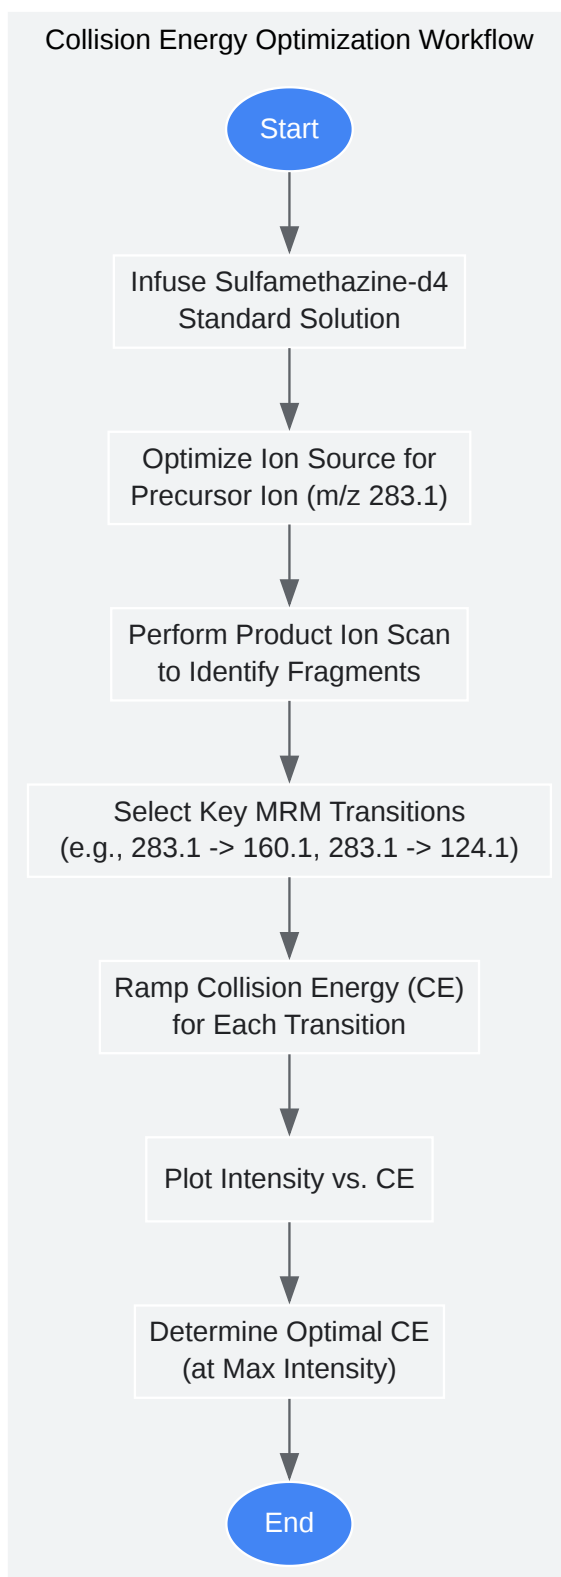 Collision Energy Optimization Workflow
Start
Infuse Sulfamethazine-d4
Standard Solution
Optimize Ion Source for
Precursor Ion (m/z 283.1)
Perform Product Ion Scan
to Identify Fragments
Select Key MRM Transitions
(e.g., 283.1 -> 160.1, 283.1 -> 124.1)
Ramp Collision Energy (CE)
for Each Transition
Plot Intensity vs. CE
Determine Optimal CE
(at Max Intensity)
End